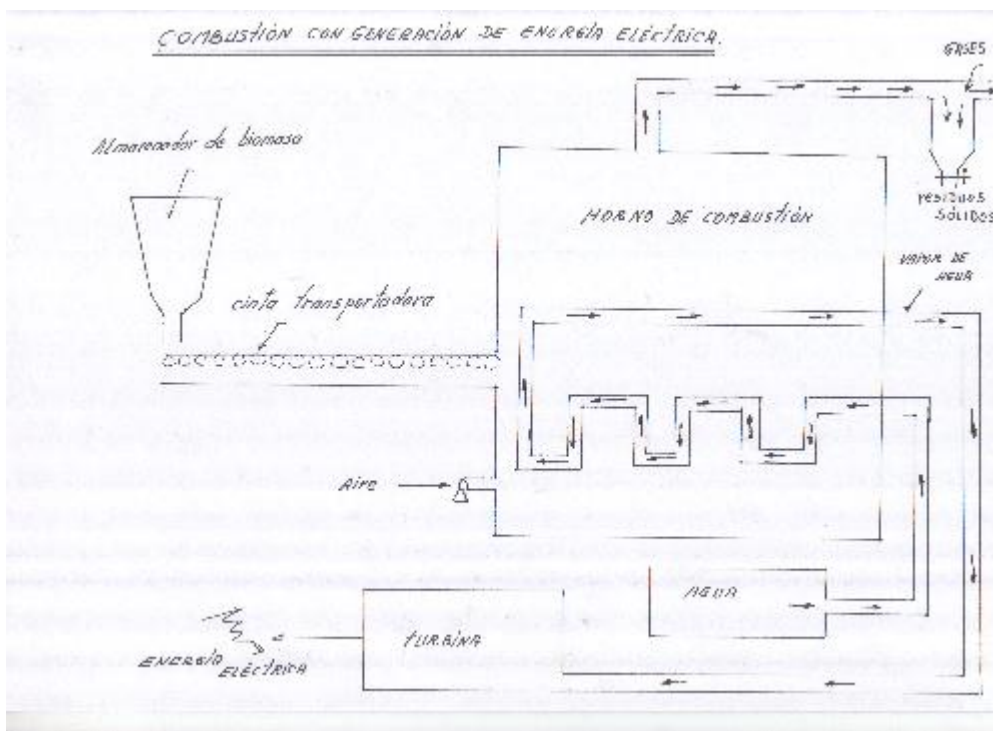 COMBUSTIÓN CON GENERACIÓN DE ENERGÍA ELÉCTRICA
GASES
Almacenador de biomasa
RESIDUOS
SÓLIDOS
HORNO DE COMBUSTIÓN
VAPOR DE
AGUA
cinta transportadora
Aire
AGUA
TURBINA
ENERGÍA
ELÉCTRICA